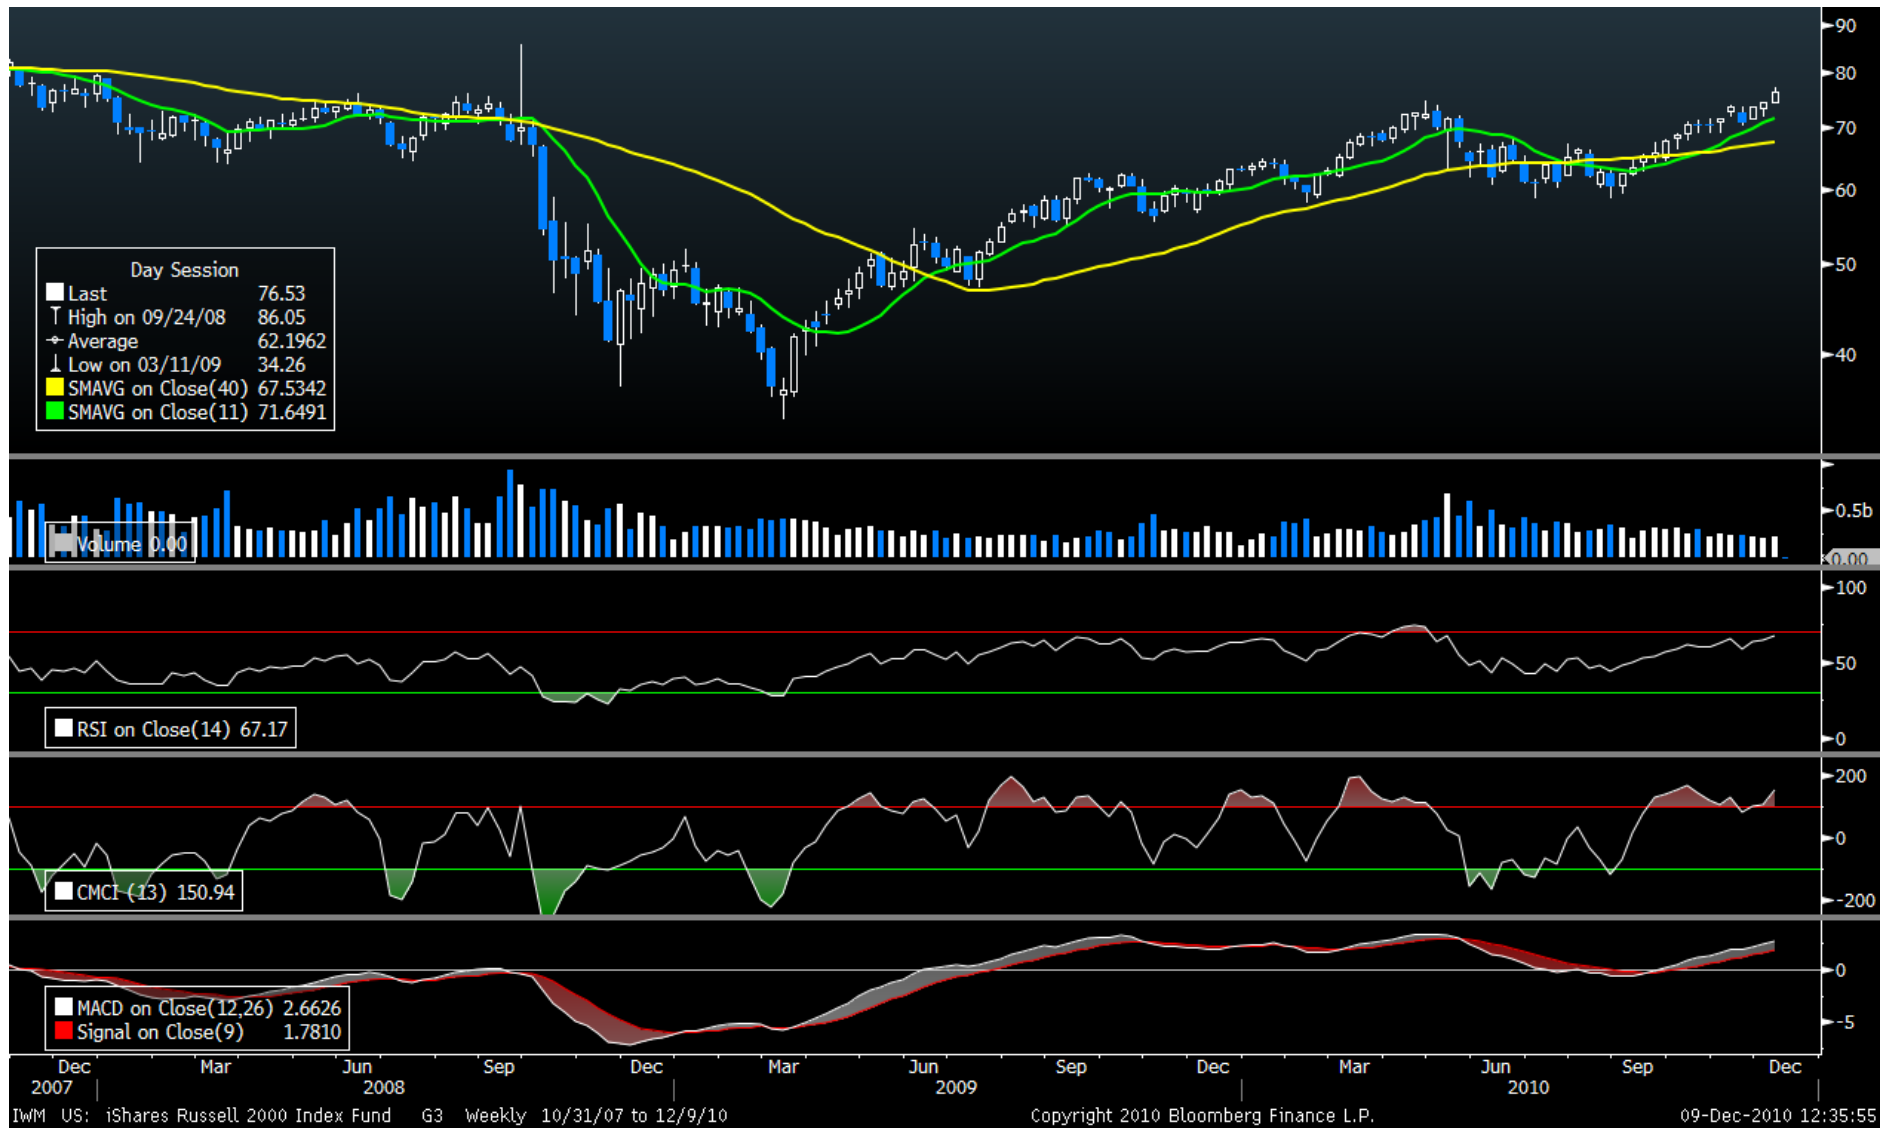 90
80
70
60
50
40
Day Session
Last 76.53
High on 09/24/08 86.05
Average 62.1962
Low on 03/11/09 34.26
SMAVG on Close(40) 67.5342
SMAVG on Close(11) 71.6491
0.5b
Volume 0.00
0.00
100
50
0
RSI on Close(14) 67.17
200
0
-200
CMCI (13) 150.94
0
-5
MACD on Close(12,26) 2.6626
Signal on Close(9) 1.7810
Dec Mar Jun Sep Dec Mar Jun Sep Dec Mar Jun Sep Dec
2007 2008 2009 2010
IWM US: iShares Russell 2000 Index Fund G3 Weekly 10/31/07 to 12/9/10 Copyright 2010 Bloomberg Finance L.P. 09-Dec-2010 12:35:55